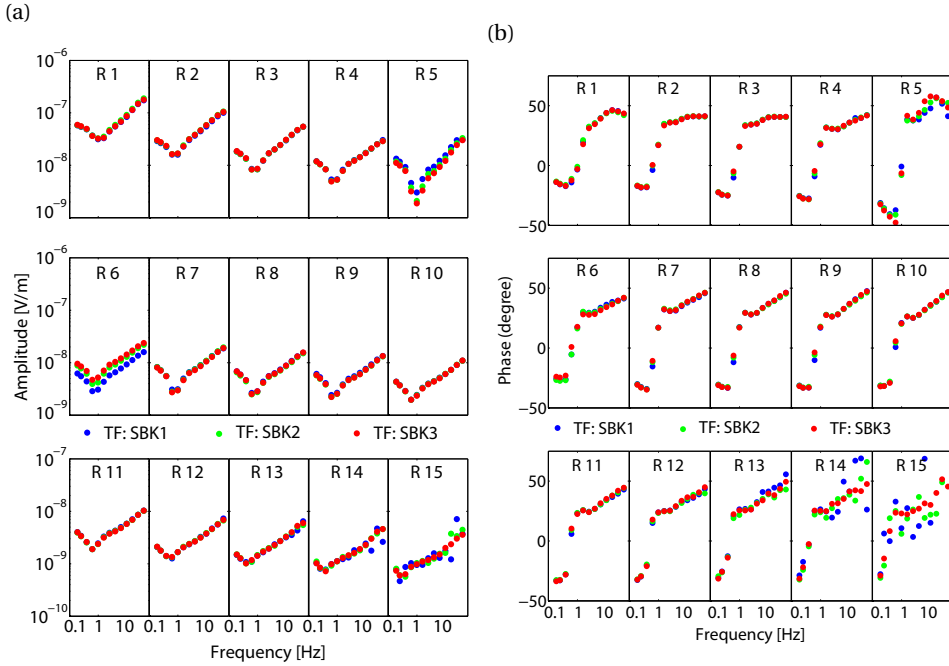 (a)
R 1 R 2 R 3 R 4 R 5
10⁻⁶
10⁻⁷
10⁻⁸
10⁻⁹
R 6 R 7 R 8 R 9 R 10
10⁻⁶
10⁻⁷
10⁻⁸
10⁻⁹
Amplitude [V/m]
TF: SBK1 TF: SBK2 TF: SBK3
R 11 R 12 R 13 R 14 R 15
10⁻⁷
10⁻⁸
10⁻⁹
10⁻¹⁰
0.1 1 10 0.1 1 10 0.1 1 10 0.1 1 10 0.1 1 10
Frequency [Hz]
(b)
R 1 R 2 R 3 R 4 R 5
50
0
−50
R 6 R 7 R 8 R 9 R 10
50
0
−50
Phase (degree)
TF: SBK1 TF: SBK2 TF: SBK3
R 11 R 12 R 13 R 14 R 15
50
0
−50
0.1 1 10 0.1 1 10 0.1 1 10 0.1 1 10 0.1 1 10
Frequency [Hz]